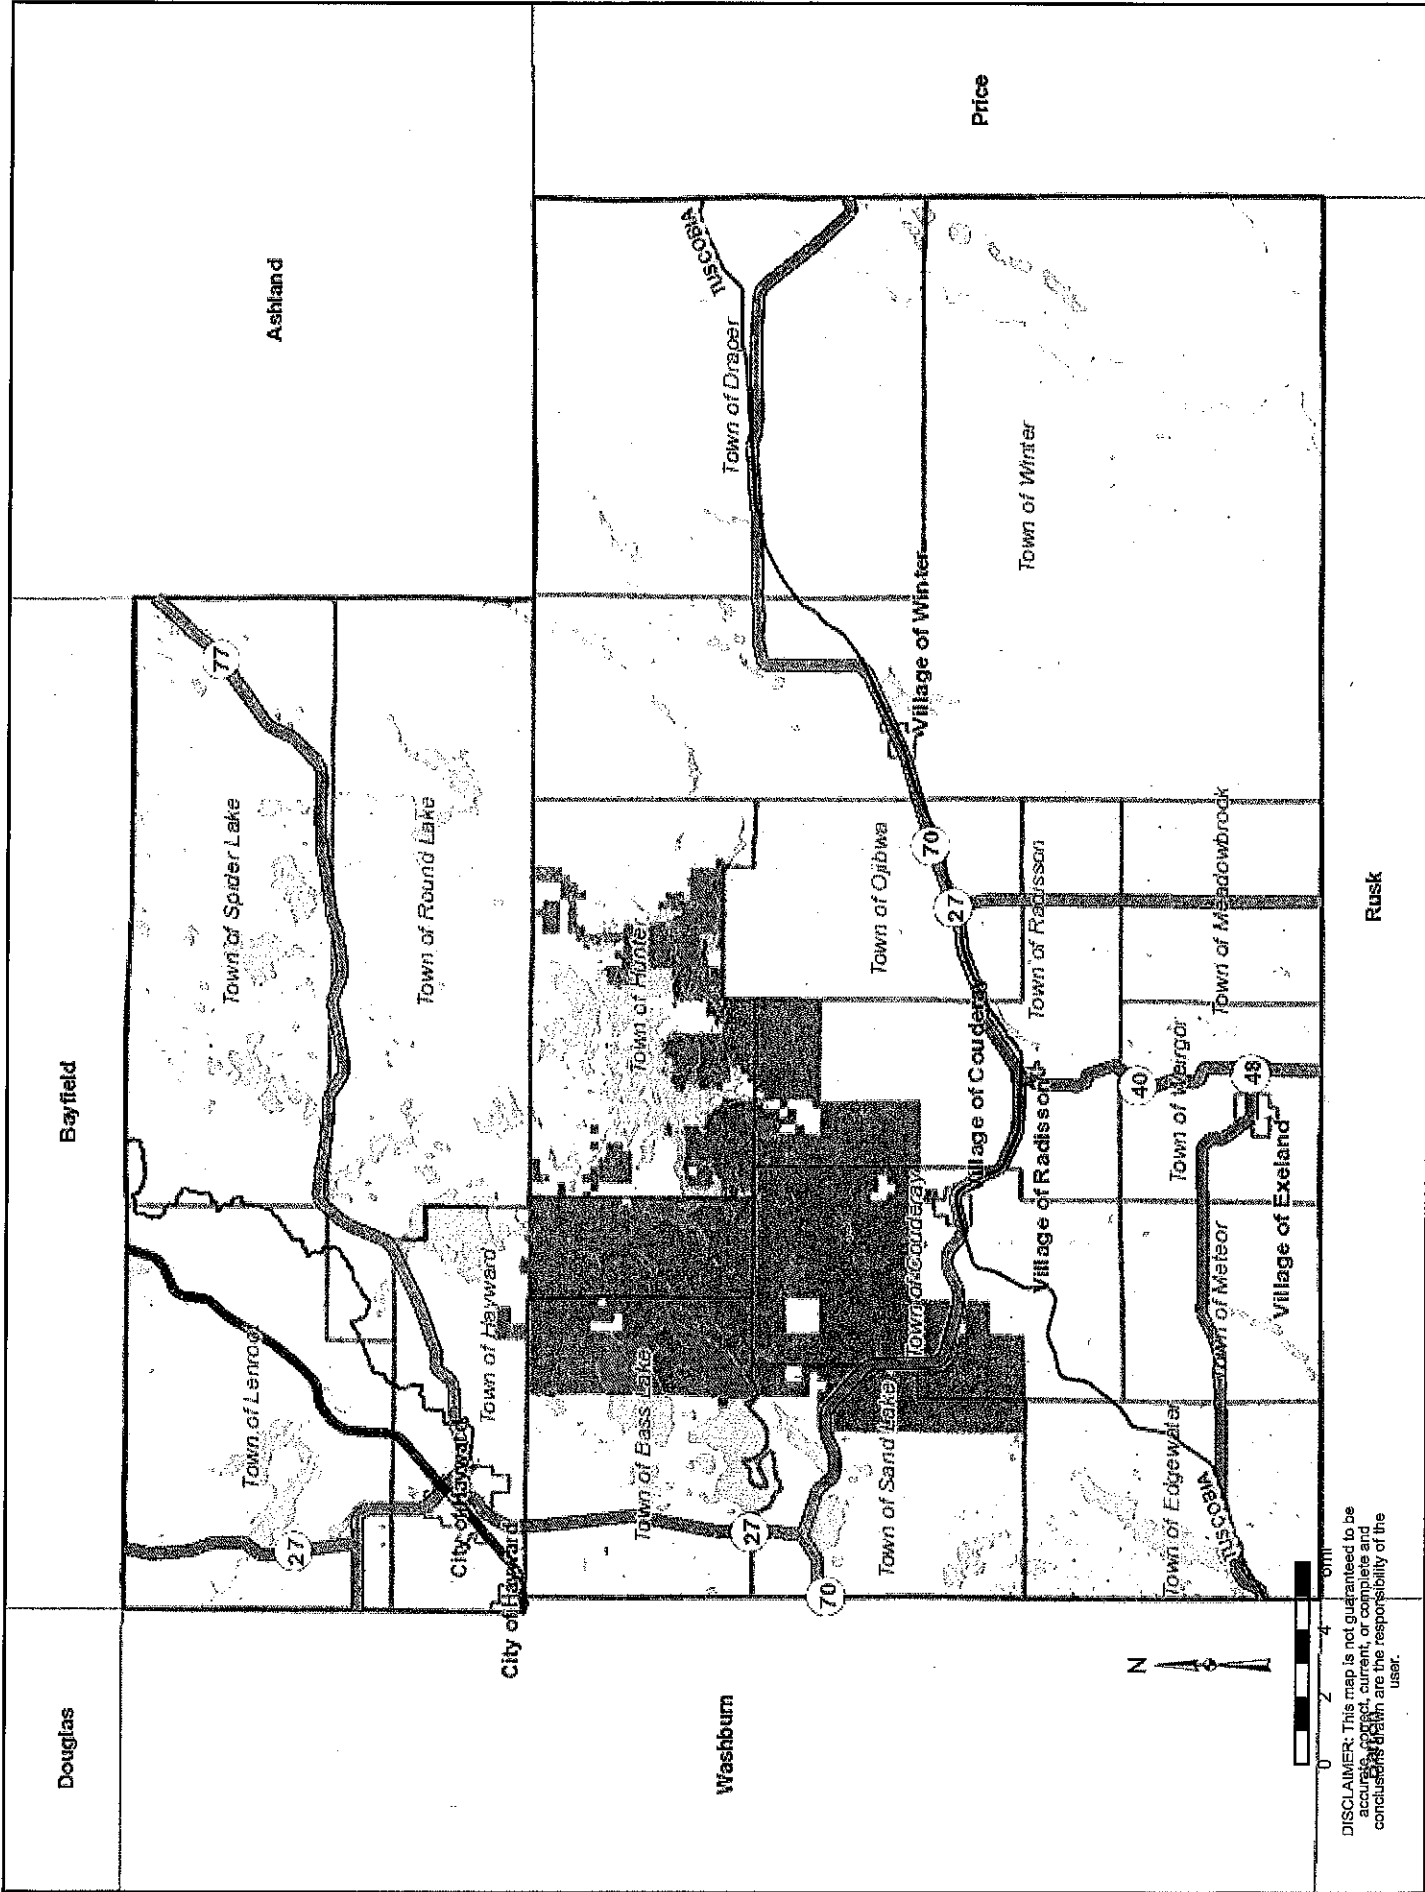 Douglas
Bayfield
Ashland
77
Town of Spider Lake
Town of Lenroot
27
Town of Round Lake
Town of Hayward
City of Hayward
City of Hayward
Washburn
Price
TUSCOBIA
Town of Draper
Town of Hunter
Town of Bass Lake
27
70
Town of Ojibwa
Town of Sand Lake
Town of Couderay
Village of Winter
70
27
Village of Couderay
Town of Winter
Town of Radisson
Village of Radisson
40
Town of Weirgor
Town of Meadowbrook
Town of Edgewater
Town of Meteor
48
Village of Exeland
TUSCOBIA
N
0 2 4 6mi
Rusk
DISCLAIMER: This map is not guaranteed to be
accurate, correct, current, or complete and
conclusions drawn are the responsibility of the
user.